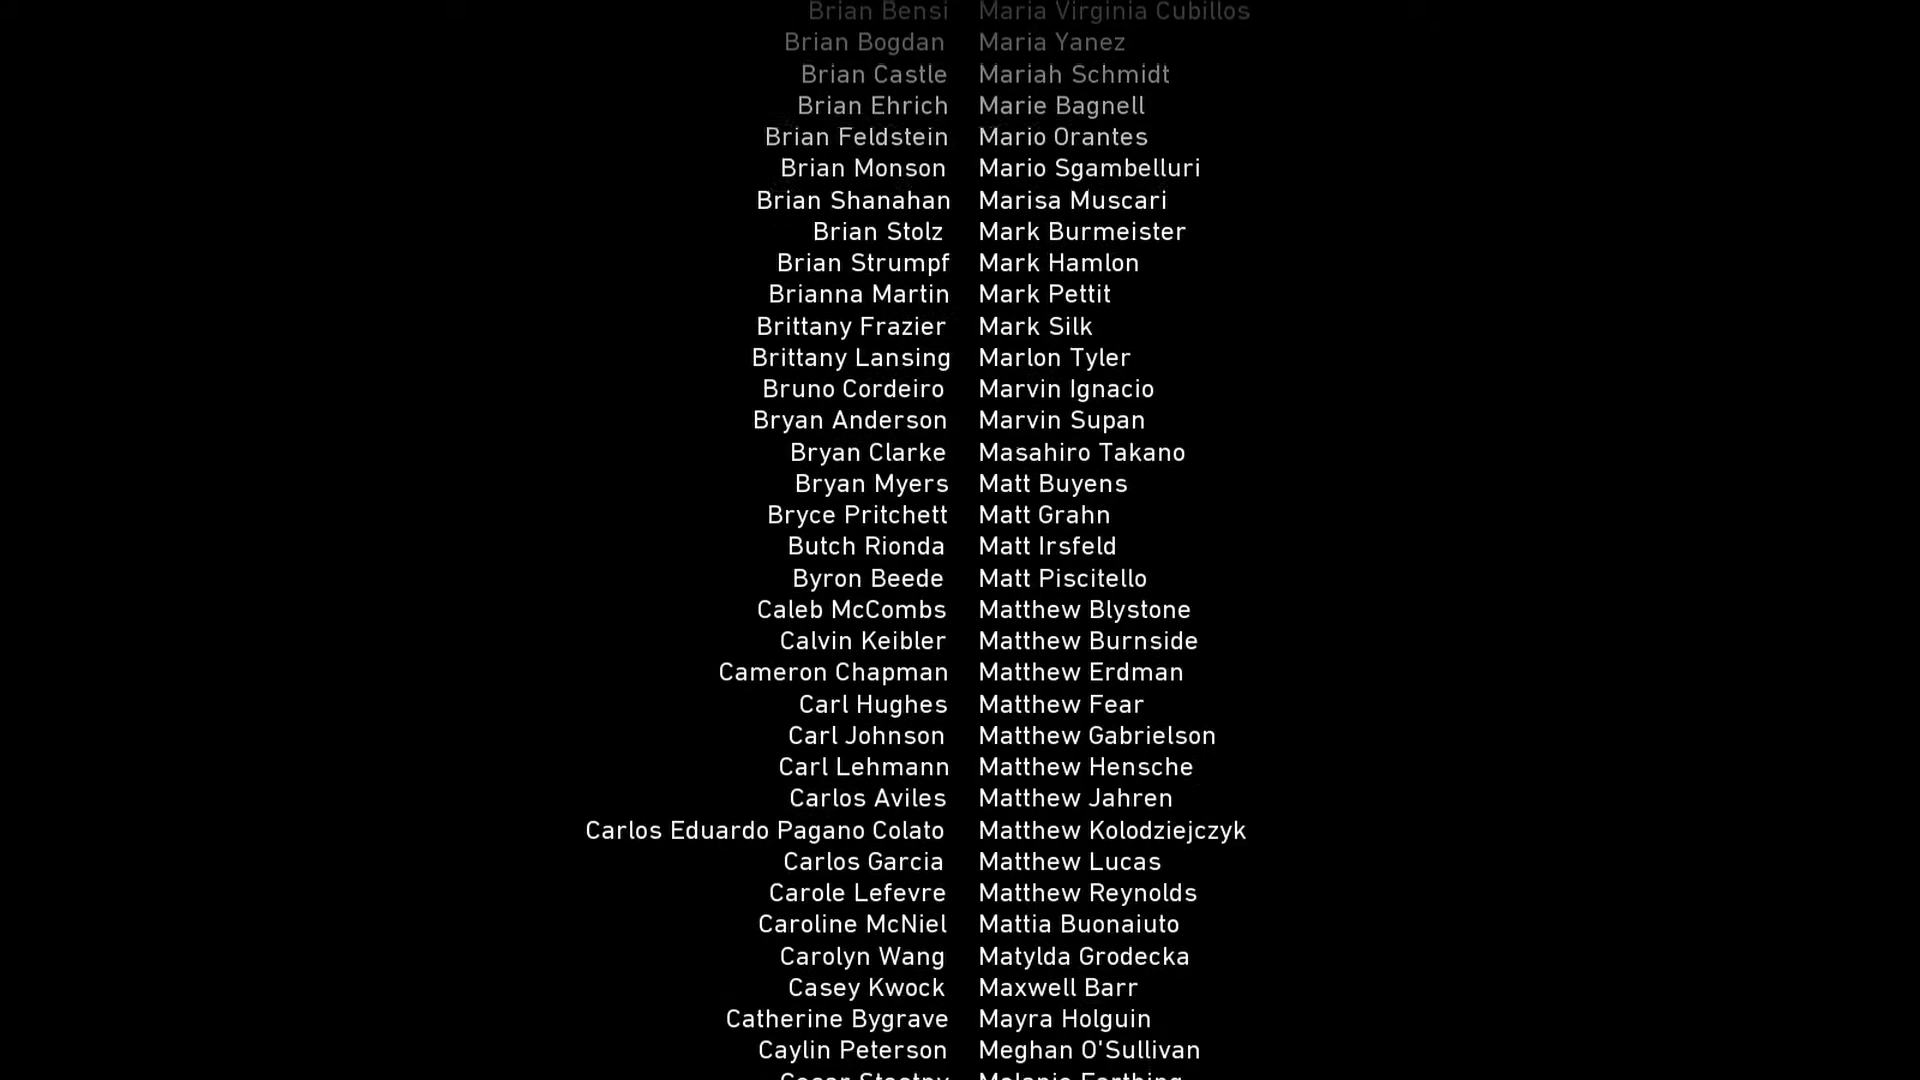 Brian Bensi Maria Virginia Cubillos
Brian Bogdan Maria Yanez
Brian Castle Mariah Schmidt
Brian Ehrich Marie Bagnell
Brian Feldstein Mario Orantes
Brian Monson Mario Sgambelluri
Brian Shanahan Marisa Muscari
Brian Stolz Mark Burmeister
Brian Strumpf Mark Hamlon
Brianna Martin Mark Pettit
Brittany Frazier Mark Silk
Brittany Lansing Marlon Tyler
Bruno Cordeiro Marvin Ignacio
Bryan Anderson Marvin Supan
Bryan Clarke Masahiro Takano
Bryan Myers Matt Buyens
Bryce Pritchett Matt Grahn
Butch Rionda Matt Irsfeld
Byron Beede Matt Piscitello
Caleb McCombs Matthew Blystone
Calvin Keibler Matthew Burnside
Cameron Chapman Matthew Erdman
Carl Hughes Matthew Fear
Carl Johnson Matthew Gabrielson
Carl Lehmann Matthew Hensche
Carlos Aviles Matthew Jahren
Carlos Eduardo Pagano Colato Matthew Kolodziejczyk
Carlos Garcia Matthew Lucas
Carole Lefevre Matthew Reynolds
Caroline McNiel Mattia Buonaiuto
Carolyn Wang Matylda Grodecka
Casey Kwock Maxwell Barr
Catherine Bygrave Mayra Holguin
Caylin Peterson Meghan O'Sullivan